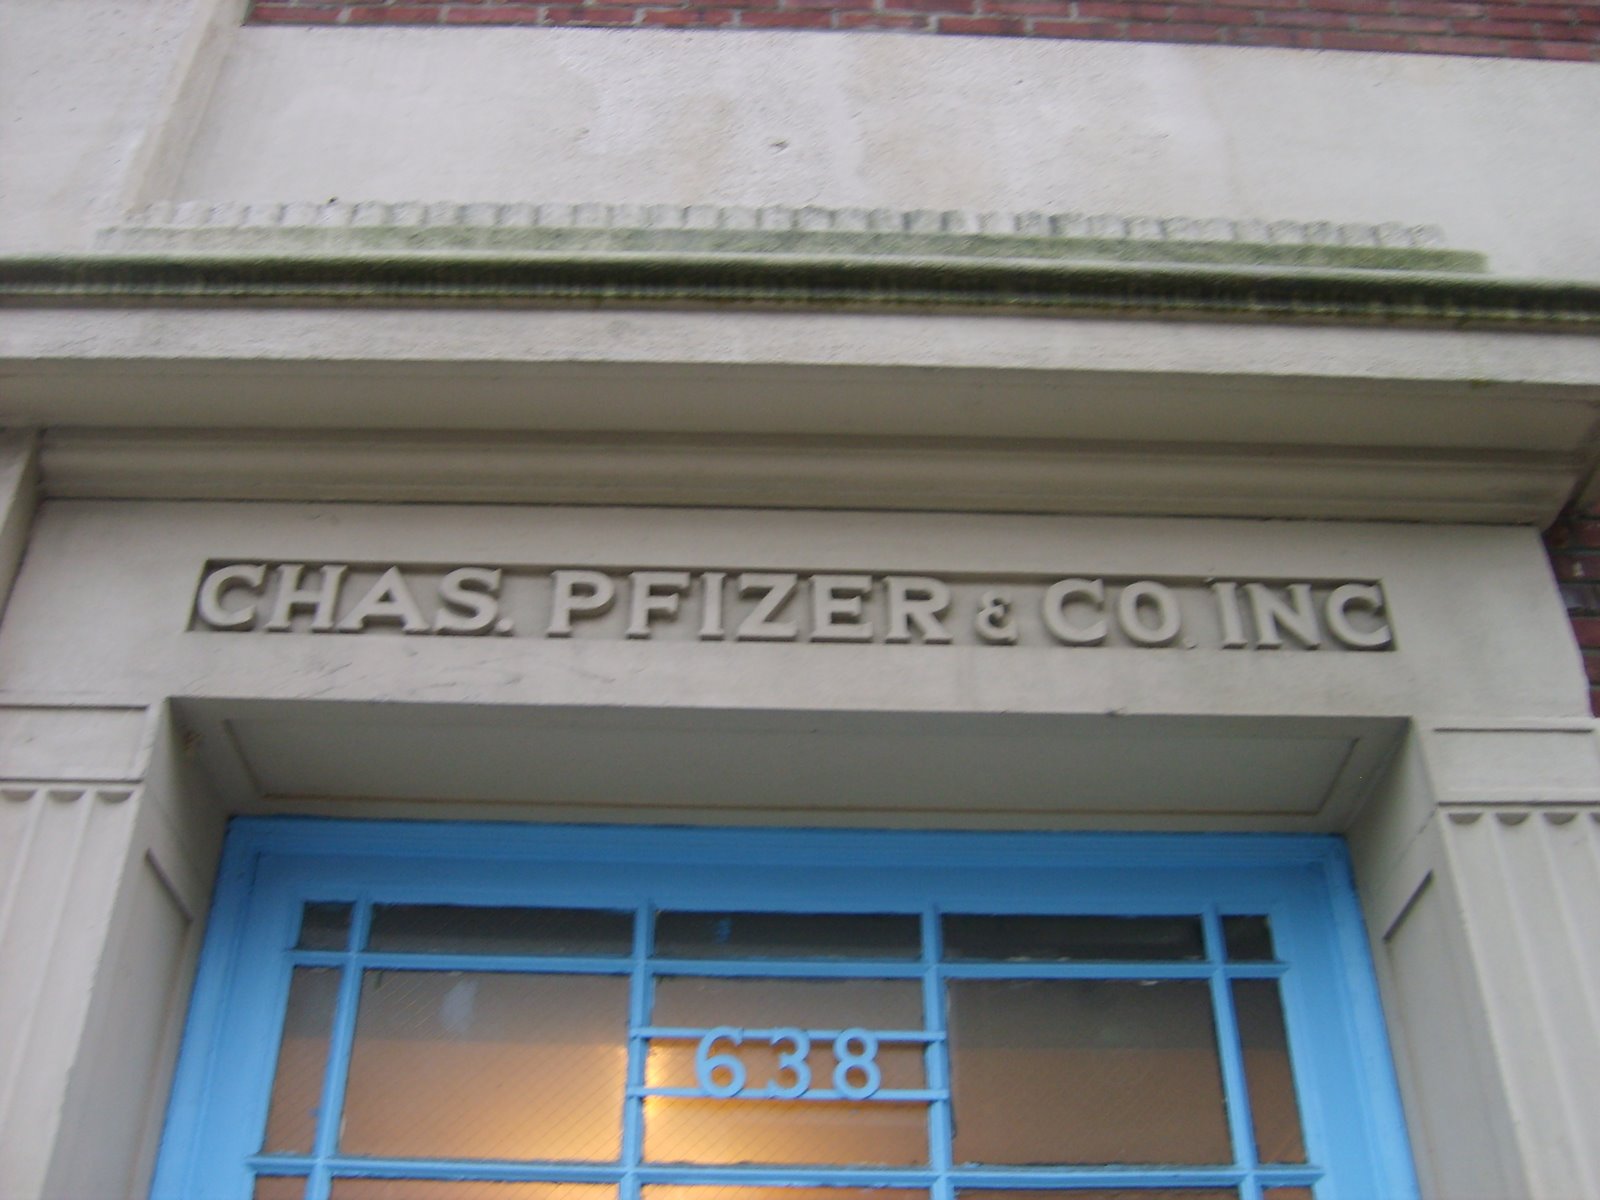 CHAS. PFIZER & CO. INC
638